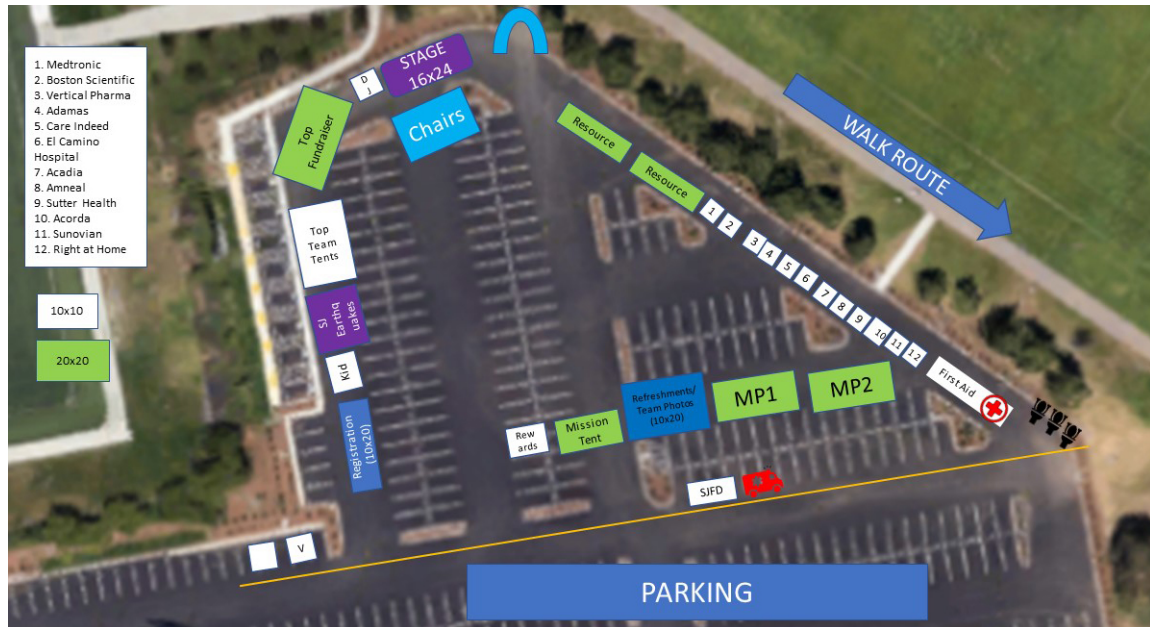 1. Medtronic
2. Boston Scientific
3. Vertical Pharma
4. Adamas
5. Care Indeed
6. El Camino
Hospital
7. Acadia
8. Amneal
9. Sutter Health
10. Acorda
11. Sunovian
12. Right at Home
10x10
20x20
D
J
STAGE
16x24
Chairs
Top
Fundraiser
Top
Team
Tents
SJ
Earthq
uakes
Kid
Registration
(10x20)
V
Resource
Resource
WALK ROUTE
1
2
3
4
5
6
7
8
9
10
11
12
First Aid
Rew
ards
Mission
Tent
Refreshments/
Team Photos
(10x20)
MP1
MP2
SJFD
PARKING